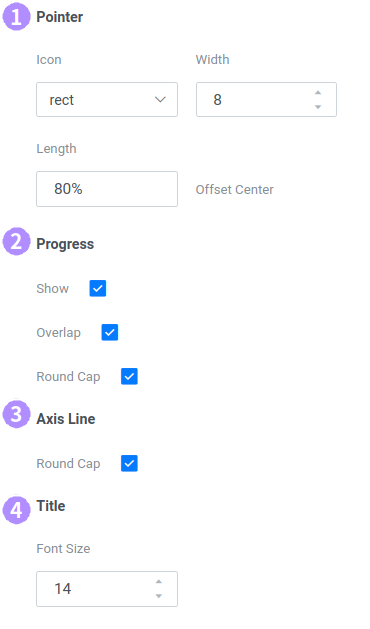 1 Pointer
Icon Width
rect 8
Length
80% Offset Center
2 Progress
Show
Overlap
Round Cap
3 Axis Line
Round Cap
4 Title
Font Size
14